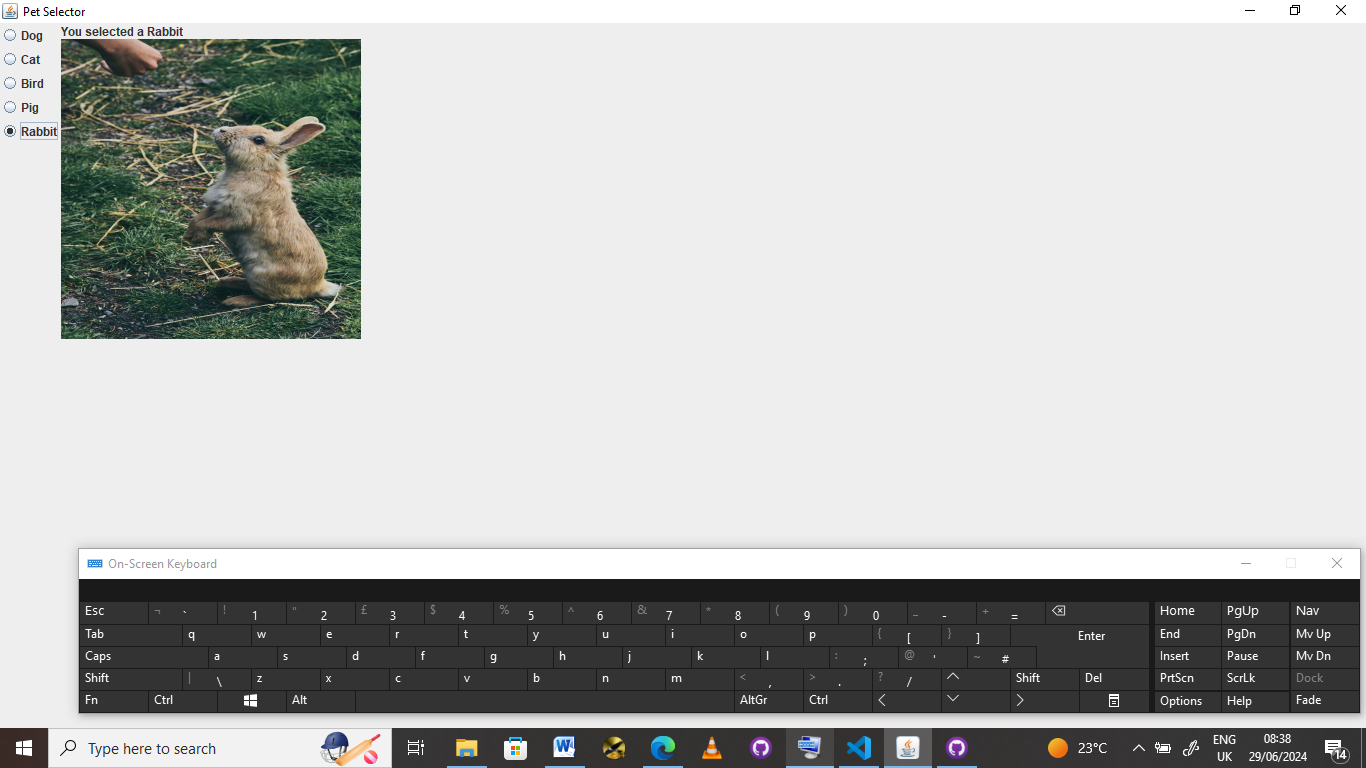 Pet Selector
Dog
You selected a Rabbit
Cat
Bird
Pig
Rabbit
On-Screen Keyboard
Esc ¬ ` ! 1 " 2 £ 3 $ 4 % 5 ^ 6 & 7 * 8 ( 9 ) 0 _ - + = Home PgUp Nav
Tab q w e r t y u i o p { [ } ] Enter End PgDn Mv Up
Caps a s d f g h j k l : ; @ ' ~ # Insert Pause Mv Dn
Shift | \ z x c v b n m < , > . ? / Shift Del PrtScn ScrLk Dock
Fn Ctrl Alt AltGr Ctrl Options Help Fade
Type here to search
23°C
ENG
UK
08:38
29/06/2024
14